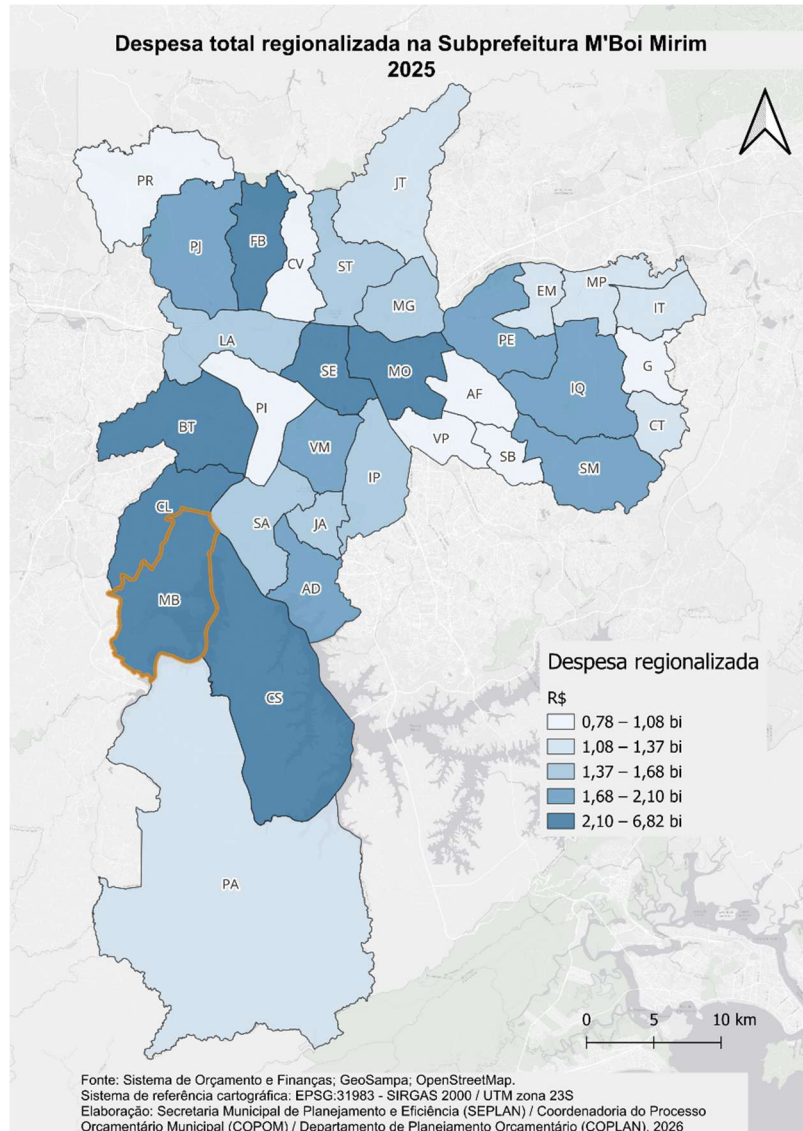 Despesa total regionalizada na Subprefeitura M'Boi Mirim
2025
JT
PR
FB
PJ
CV
ST
EM
MP
MG
IT
LA
PE
G
SE
MO
IQ
AF
PI
CT
BT
VM
VP
SB
SM
IP
CL
SA
JA
AD
MB
CS
PA
Despesa regionalizada
R$
0,78 – 1,08 bi
1,08 – 1,37 bi
1,37 – 1,68 bi
1,68 – 2,10 bi
2,10 – 6,82 bi
0 5 10 km
Fonte: Sistema de Orçamento e Finanças; GeoSampa; OpenStreetMap.
Sistema de referência cartográfica: EPSG:31983 - SIRGAS 2000 / UTM zona 23S
Elaboração: Secretaria Municipal de Planejamento e Eficiência (SEPLAN) / Coordenadoria do Processo
Orçamentário Municipal (COPOM) / Departamento de Planejamento Orçamentário (COPLAN), 2026